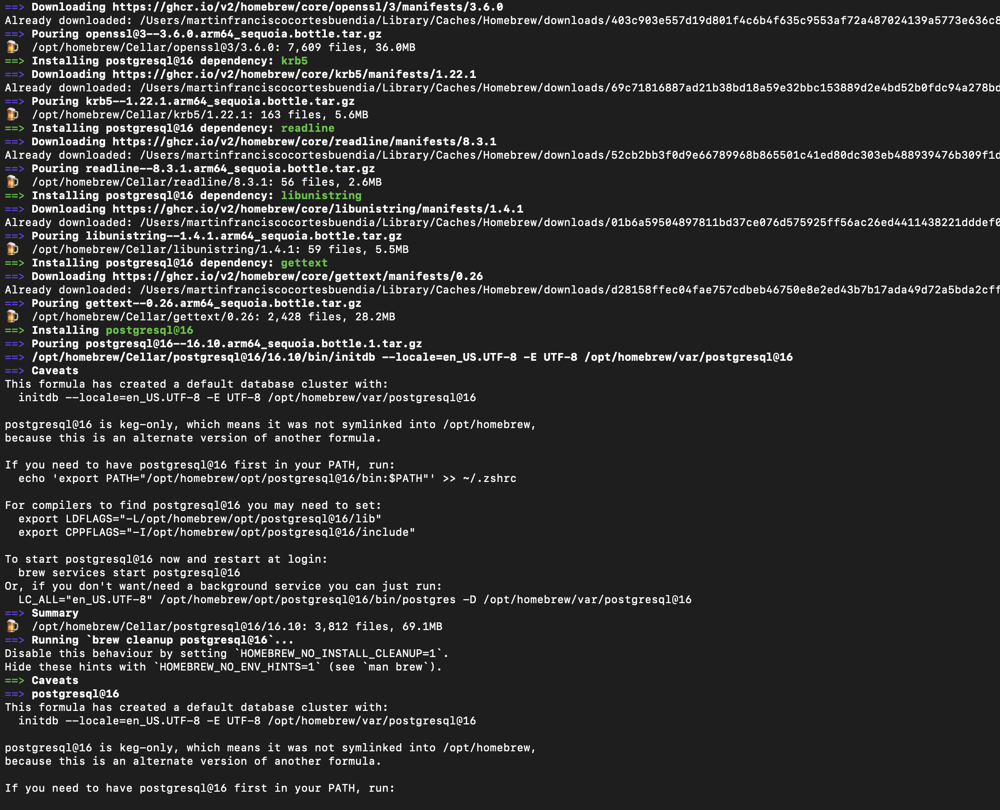 ==> Downloading https://ghcr.io/v2/homebrew/core/openssl/3/manifests/3.6.0
Already downloaded: /Users/martinfranciscocortesbuendia/Library/Caches/Homebrew/downloads/403c903e557d19d801f4c6b4f635c9553af72a487024139a5773e636c8
==> Pouring openssl@3--3.6.0.arm64_sequoia.bottle.tar.gz
🍺  /opt/homebrew/Cellar/openssl@3/3.6.0: 7,609 files, 36.0MB
==> Installing postgresql@16 dependency: krb5
==> Downloading https://ghcr.io/v2/homebrew/core/krb5/manifests/1.22.1
Already downloaded: /Users/martinfranciscocortesbuendia/Library/Caches/Homebrew/downloads/69c71816887ad21b38bd18a59e32bbc153889d2e4bd52b0fdc94a278bd
==> Pouring krb5--1.22.1.arm64_sequoia.bottle.tar.gz
🍺  /opt/homebrew/Cellar/krb5/1.22.1: 163 files, 5.6MB
==> Installing postgresql@16 dependency: readline
==> Downloading https://ghcr.io/v2/homebrew/core/readline/manifests/8.3.1
Already downloaded: /Users/martinfranciscocortesbuendia/Library/Caches/Homebrew/downloads/52cb2bb3f0d9e66789968b865501c41ed80dc303eb488939476b309f1d
==> Pouring readline--8.3.1.arm64_sequoia.bottle.tar.gz
🍺  /opt/homebrew/Cellar/readline/8.3.1: 56 files, 2.6MB
==> Installing postgresql@16 dependency: libunistring
==> Downloading https://ghcr.io/v2/homebrew/core/libunistring/manifests/1.4.1
Already downloaded: /Users/martinfranciscocortesbuendia/Library/Caches/Homebrew/downloads/01b6a59504897811bd37ce076d575925ff56ac26ed4411438221dddef0
==> Pouring libunistring--1.4.1.arm64_sequoia.bottle.tar.gz
🍺  /opt/homebrew/Cellar/libunistring/1.4.1: 59 files, 5.5MB
==> Installing postgresql@16 dependency: gettext
==> Downloading https://ghcr.io/v2/homebrew/core/gettext/manifests/0.26
Already downloaded: /Users/martinfranciscocortesbuendia/Library/Caches/Homebrew/downloads/d28158ffec04fae757cdbeb46750e8e2ed43b7b17ada49d72a5bda2cff
==> Pouring gettext--0.26.arm64_sequoia.bottle.tar.gz
🍺  /opt/homebrew/Cellar/gettext/0.26: 2,428 files, 28.2MB
==> Installing postgresql@16
==> Pouring postgresql@16--16.10.arm64_sequoia.bottle.1.tar.gz
==> /opt/homebrew/Cellar/postgresql@16/16.10/bin/initdb --locale=en_US.UTF-8 -E UTF-8 /opt/homebrew/var/postgresql@16
==> Caveats
This formula has created a default database cluster with:
  initdb --locale=en_US.UTF-8 -E UTF-8 /opt/homebrew/var/postgresql@16

postgresql@16 is keg-only, which means it was not symlinked into /opt/homebrew,
because this is an alternate version of another formula.

If you need to have postgresql@16 first in your PATH, run:
  echo 'export PATH="/opt/homebrew/opt/postgresql@16/bin:$PATH"' >> ~/.zshrc

For compilers to find postgresql@16 you may need to set:
  export LDFLAGS="-L/opt/homebrew/opt/postgresql@16/lib"
  export CPPFLAGS="-I/opt/homebrew/opt/postgresql@16/include"

To start postgresql@16 now and restart at login:
  brew services start postgresql@16
Or, if you don't want/need a background service you can just run:
  LC_ALL="en_US.UTF-8" /opt/homebrew/opt/postgresql@16/bin/postgres -D /opt/homebrew/var/postgresql@16
==> Summary
🍺  /opt/homebrew/Cellar/postgresql@16/16.10: 3,812 files, 69.1MB
==> Running `brew cleanup postgresql@16`...
Disable this behaviour by setting `HOMEBREW_NO_INSTALL_CLEANUP=1`.
Hide these hints with `HOMEBREW_NO_ENV_HINTS=1` (see `man brew`).
==> Caveats
==> postgresql@16
This formula has created a default database cluster with:
  initdb --locale=en_US.UTF-8 -E UTF-8 /opt/homebrew/var/postgresql@16

postgresql@16 is keg-only, which means it was not symlinked into /opt/homebrew,
because this is an alternate version of another formula.

If you need to have postgresql@16 first in your PATH, run: